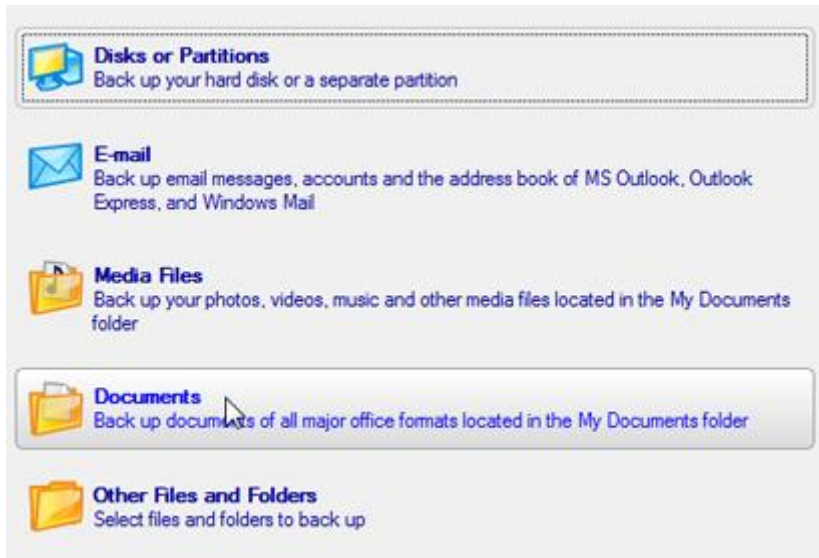 Disks or Partitions
Back up your hard disk or a separate partition
E-mail
Back up email messages, accounts and the address book of MS Outlook, Outlook
Express, and Windows Mail
Media Files
Back up your photos, videos, music and other media files located in the My Documents
folder
Documents
Back up documents of all major office formats located in the My Documents folder
Other Files and Folders
Select files and folders to back up